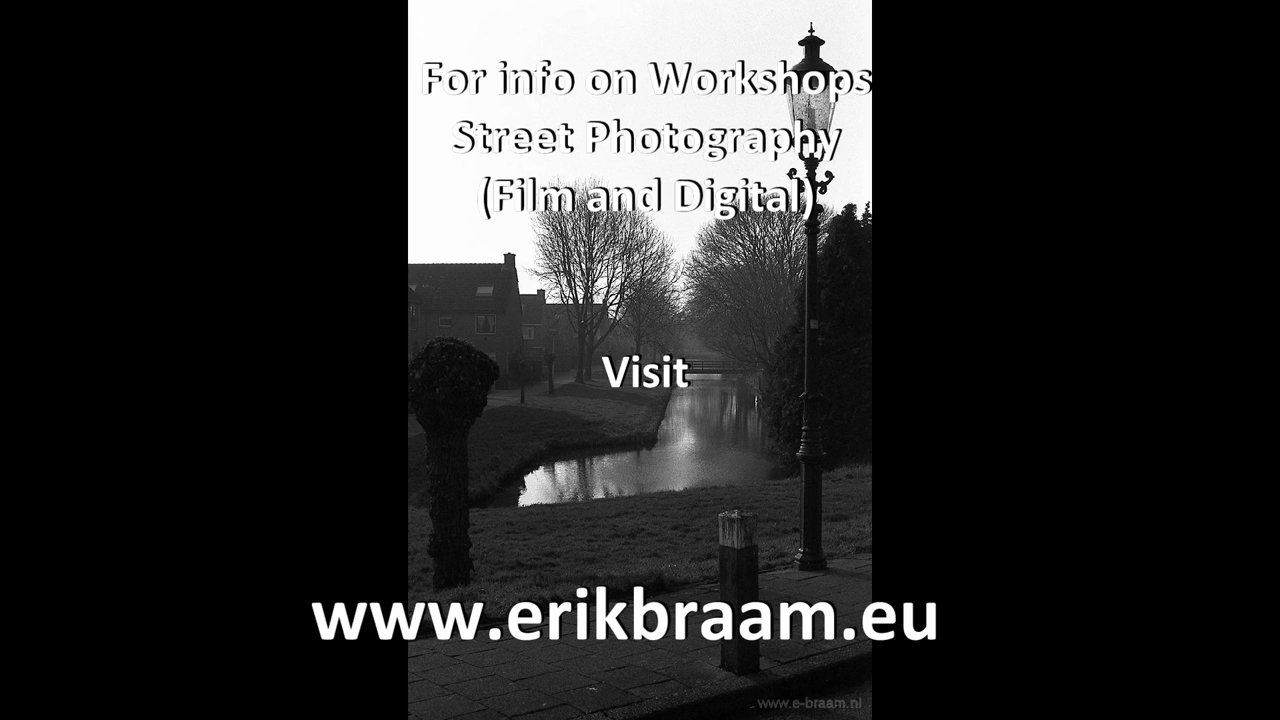 For info on Workshops
Street Photography
(Film and Digital)
Visit
www.erikbraam.eu
www.e-braam.nl